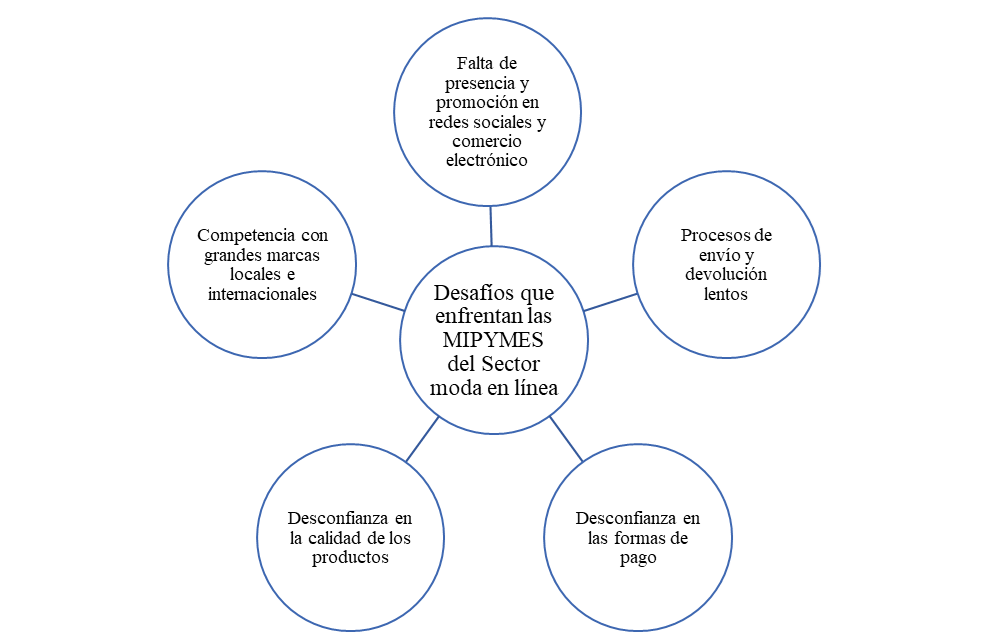 Falta de
presencia y
promoción en
redes sociales y
comercio
electrónico
Competencia con
grandes marcas
locales e
internacionales
Procesos de
envío y
devolución
lentos
Desafíos que
enfrentan las
MIPYMES
del Sector
moda en línea
Desconfianza en
la calidad de los
productos
Desconfianza en
las formas de
pago